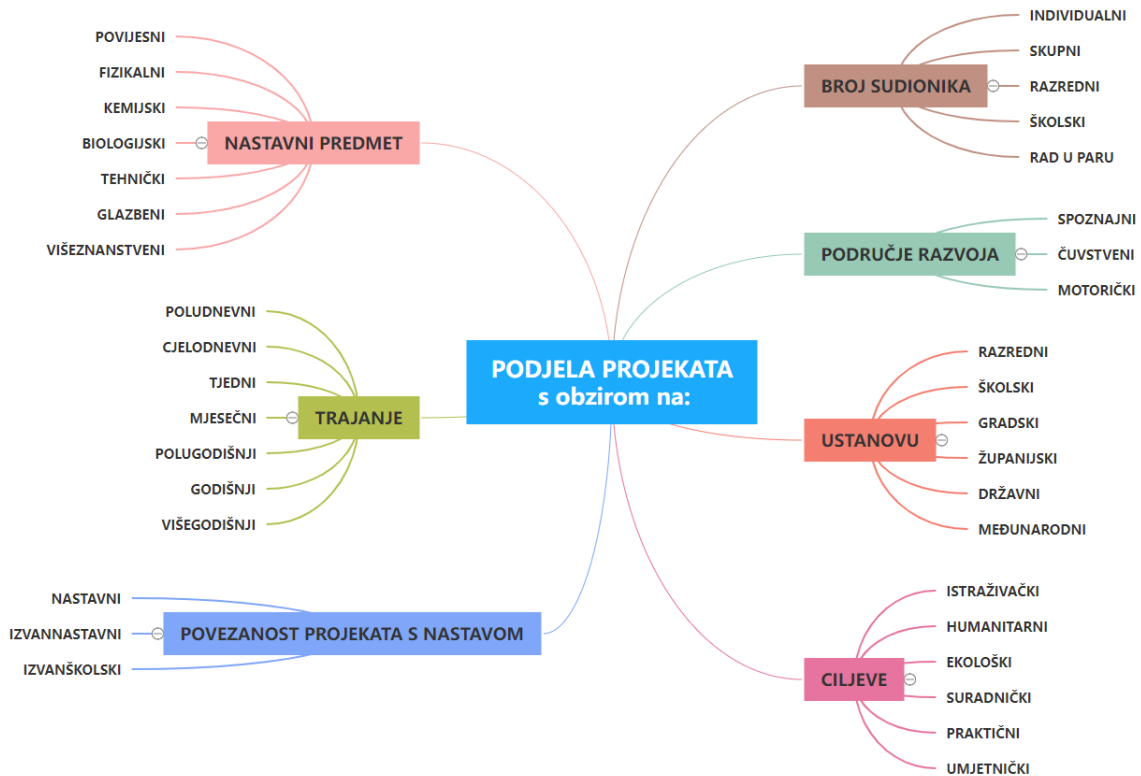 PODJELA PROJEKATA
s obzirom na:
NASTAVNI PREDMET
POVIJESNI
FIZIKALNI
KEMIJSKI
BIOLOGIJSKI
TEHNIČKI
GLAZBENI
VIŠEZNANSTVENI
TRAJANJE
POLUDNEVNI
CJELODNEVNI
TJEDNI
MJESEČNI
POLUGODIŠNJI
GODIŠNJI
VIŠEGODIŠNJI
POVEZANOST PROJEKATA S NASTAVOM
NASTAVNI
IZVANNASTAVNI
IZVANŠKOLSKI
BROJ SUDIONIKA
INDIVIDUALNI
SKUPNI
RAZREDNI
ŠKOLSKI
RAD U PARU
PODRUČJE RAZVOJA
SPOZNAJNI
ČUVSTVENI
MOTORIČKI
USTANOVU
RAZREDNI
ŠKOLSKI
GRADSKI
ŽUPANIJSKI
DRŽAVNI
MEĐUNARODNI
CILJEVE
ISTRAŽIVAČKI
HUMANITARNI
EKOLOŠKI
SURADNIČKI
PRAKTIČNI
UMJETNIČKI